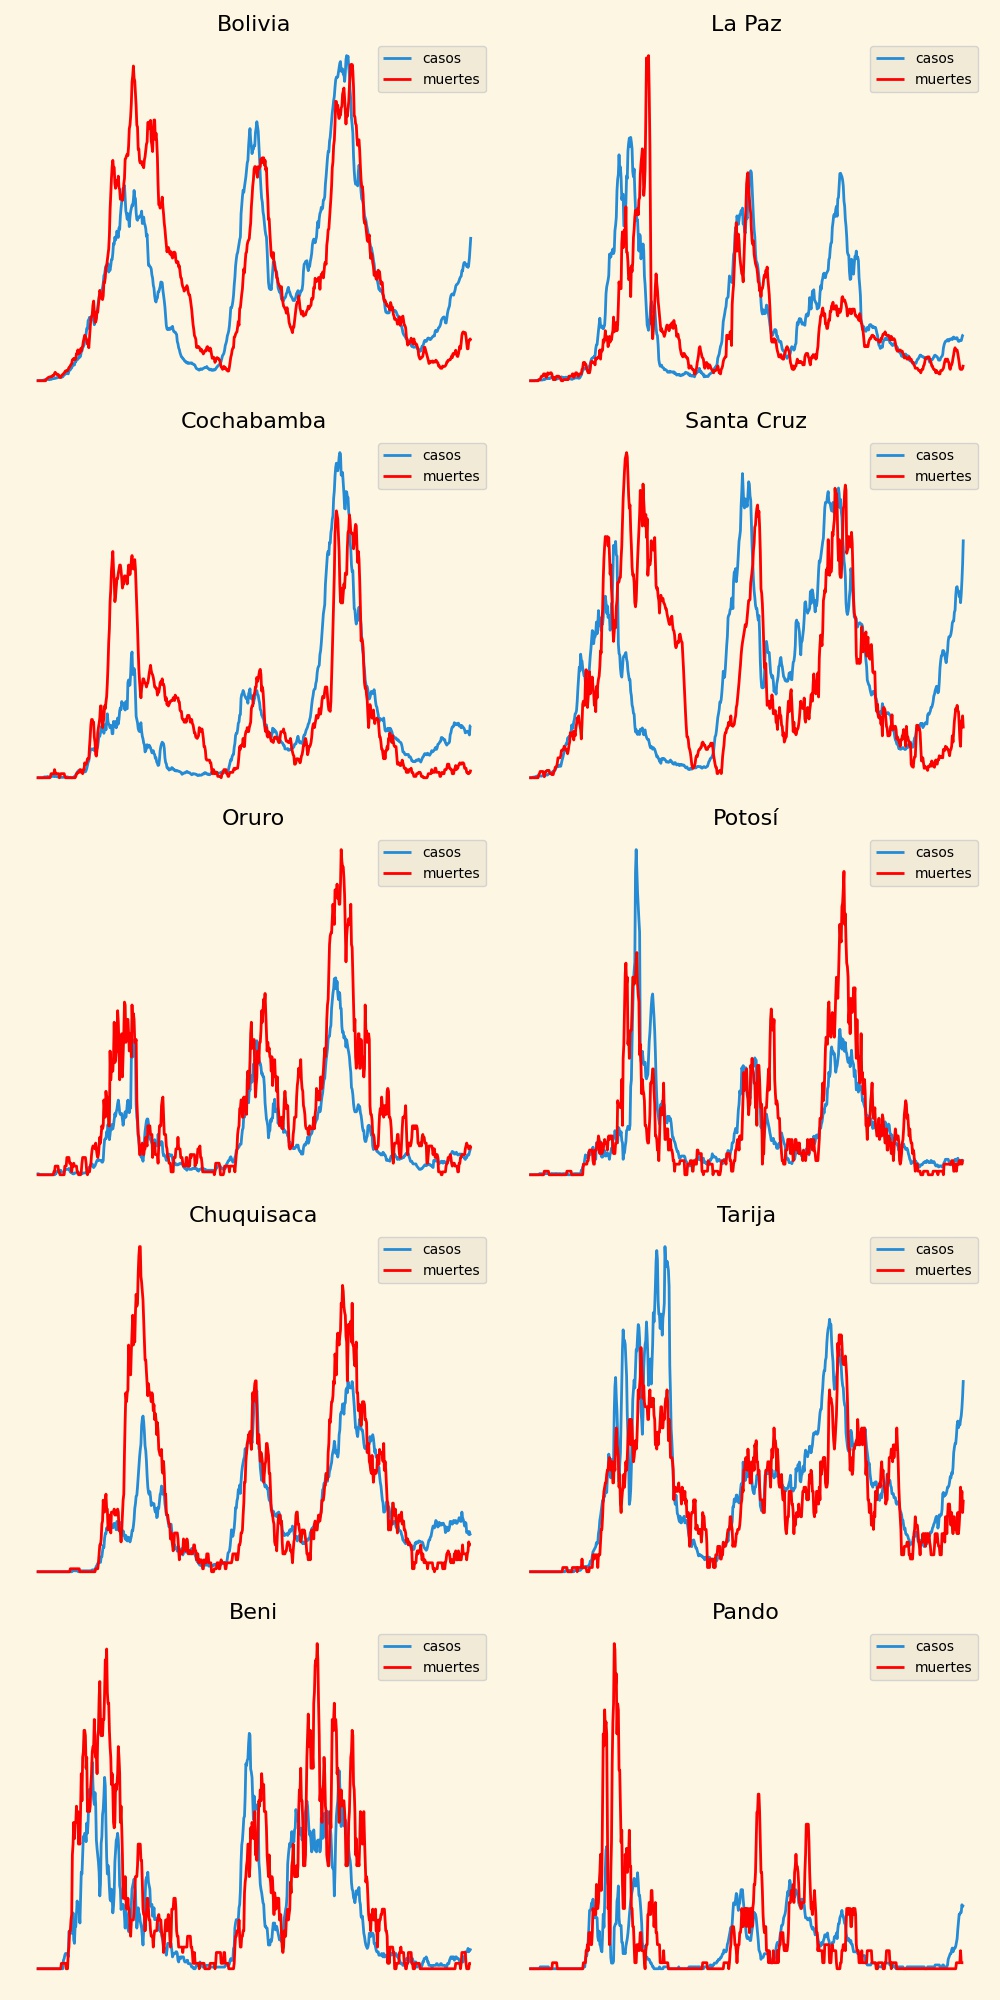 Bolivia
casos
muertes
La Paz
casos
muertes
Cochabamba
casos
muertes
Santa Cruz
casos
muertes
Oruro
casos
muertes
Potosí
casos
muertes
Chuquisaca
casos
muertes
Tarija
casos
muertes
Beni
casos
muertes
Pando
casos
muertes